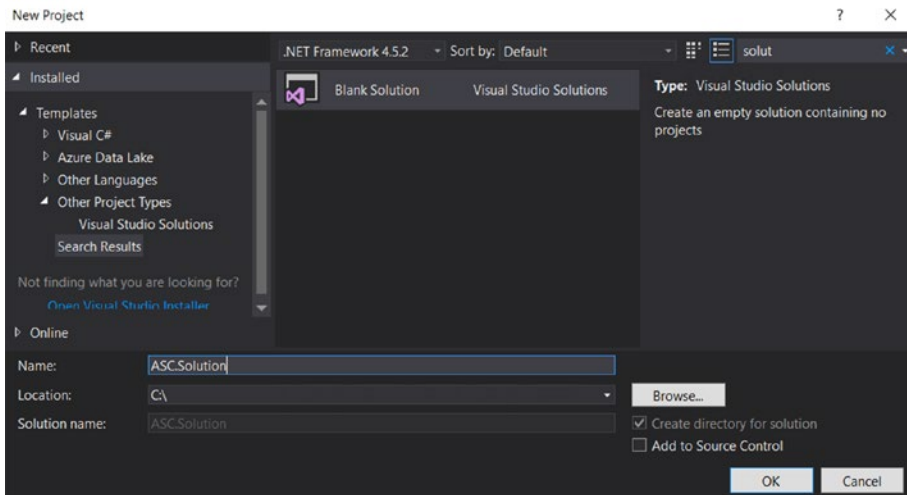 New Project
? ×
Recent
.NET Framework 4.5.2 Sort by: Default solut
Installed
Templates
Visual C#
Azure Data Lake
Other Languages
Other Project Types
Visual Studio Solutions
Search Results
Not finding what you are looking for?
Open Visual Studio Installer
Online
Blank Solution Visual Studio Solutions
Type: Visual Studio Solutions
Create an empty solution containing no
projects
Name: ASC.Solution
Location: C:\ Browse...
Solution name: ASC.Solution
Create directory for solution
Add to Source Control
OK Cancel